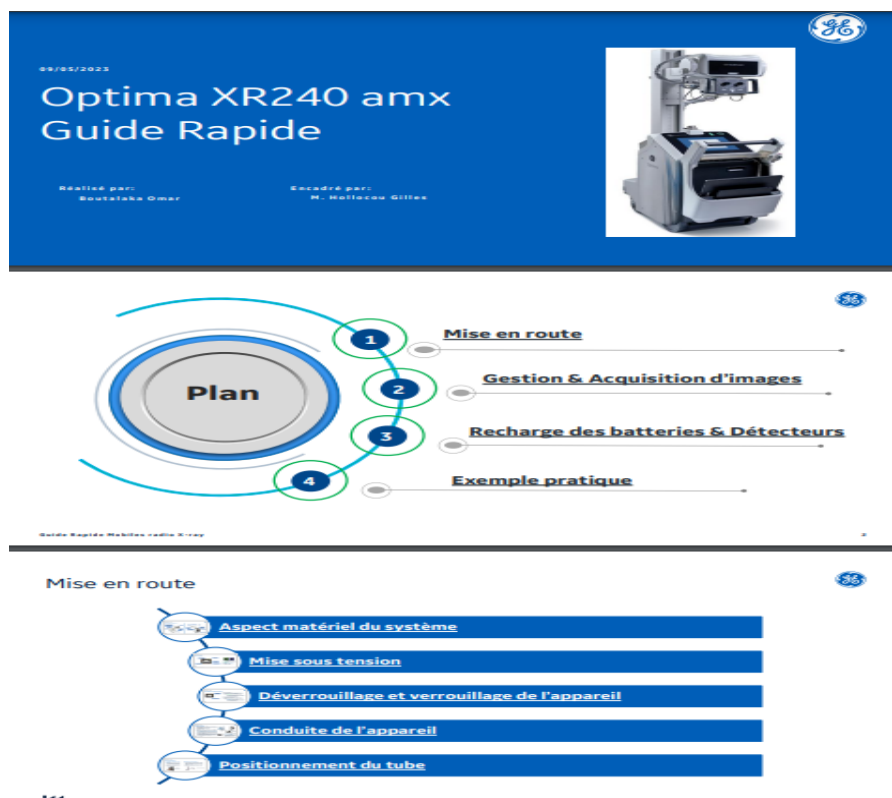 09/05/2023
Optima XR240 amx
Guide Rapide
Réalisé par:
Boutalaka Omar
Encadré par:
M. Hollocou Gilles
Plan
1
Mise en route
2
Gestion & Acquisition d'images
3
Recharge des batteries & Détecteurs
4
Exemple pratique
Guide Rapide Mobiles radio X-ray
2
Mise en route
Aspect matériel du système
Mise sous tension
Déverrouillage et verrouillage de l'appareil
Conduite de l'appareil
Positionnement du tube